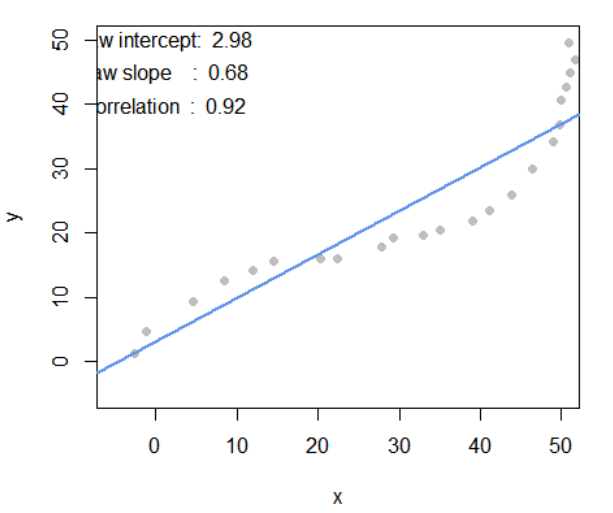 w intercept: 2.98
aw slope : 0.68
orrelation : 0.92
50
40
30
20
10
0
y
0 10 20 30 40 50
x